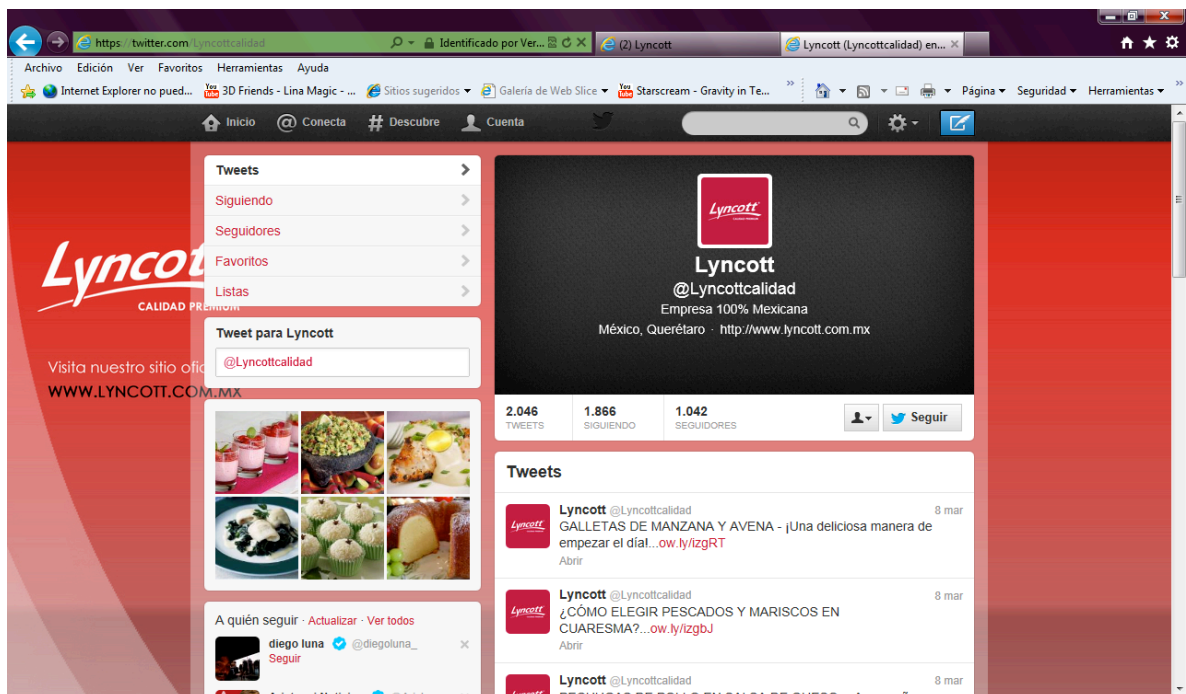 https://twitter.com/Lyncottcalidad
Identificado por Ver...
(2) Lyncott
Lyncott (Lyncottcalidad) en...
Archivo Edición Ver Favoritos Herramientas Ayuda
Internet Explorer no pued...
3D Friends - Lina Magic - ...
Sitios sugeridos
Galería de Web Slice
Starscream - Gravity in Te...
Página
Seguridad
Herramientas
Inicio
Conecta
Descubre
Cuenta
Tweets
Siguiendo
Seguidores
Favoritos
Listas
Lyncot
CALIDAD PREMIUM
Visita nuestro sitio ofic
WWW.LYNCOTT.COM.MX
Tweet para Lyncott
@Lyncottcalidad
Lyncott
Lyncott
@Lyncottcalidad
Empresa 100% Mexicana
México, Querétaro · http://www.lyncott.com.mx
2.046
TWEETS
1.866
SIGUIENDO
1.042
SEGUIDORES
Seguir
Tweets
Lyncott
Lyncott @Lyncottcalidad 8 mar
GALLETAS DE MANZANA Y AVENA - ¡Una deliciosa manera de
empezar el día!...ow.ly/izgRT
Abrir
Lyncott
Lyncott @Lyncottcalidad 8 mar
¿CÓMO ELEGIR PESCADOS Y MARISCOS EN
CUARESMA?...ow.ly/izgbJ
Abrir
Lyncott @Lyncottcalidad 8 mar
A quién seguir · Actualizar · Ver todos
diego luna @diegoluna_
Seguir